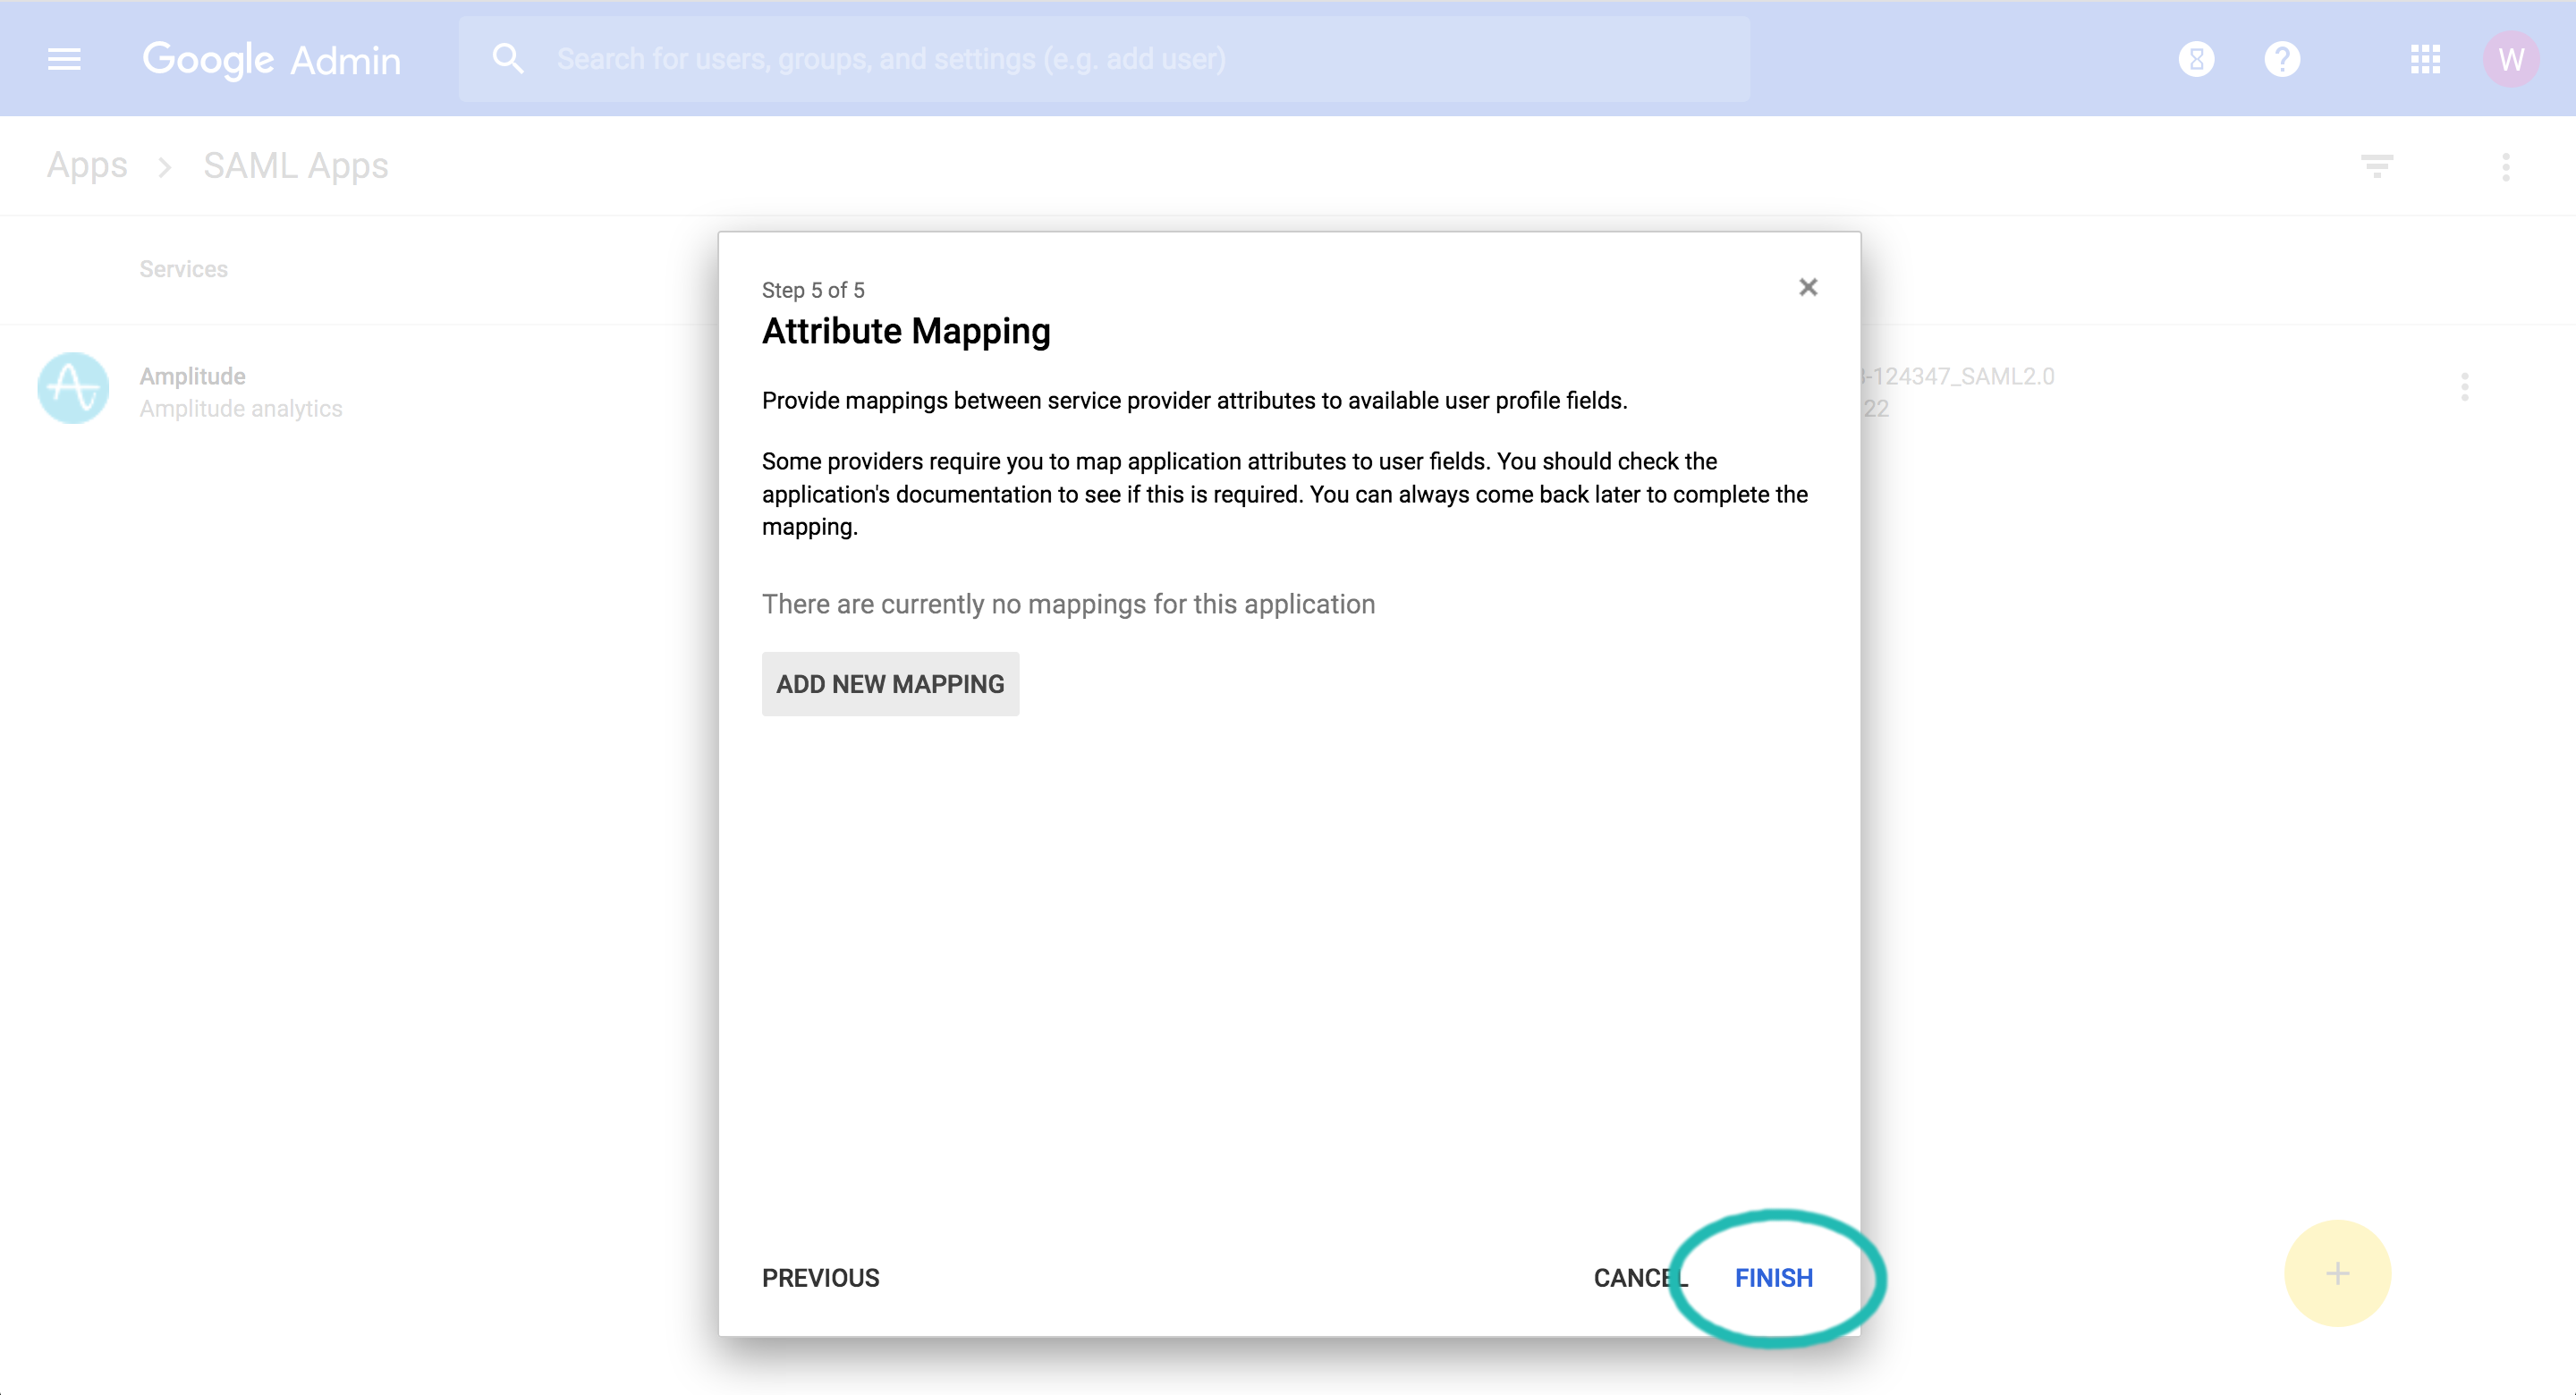 Google Admin
Search for users, groups, and settings (e.g. add user)
W
Apps > SAML Apps
Services
Amplitude
Amplitude analytics
-124347_SAML2.0
22
Step 5 of 5
Attribute Mapping
Provide mappings between service provider attributes to available user profile fields.
Some providers require you to map application attributes to user fields. You should check the
application's documentation to see if this is required. You can always come back later to complete the
mapping.
There are currently no mappings for this application
ADD NEW MAPPING
PREVIOUS
CANCEL
FINISH